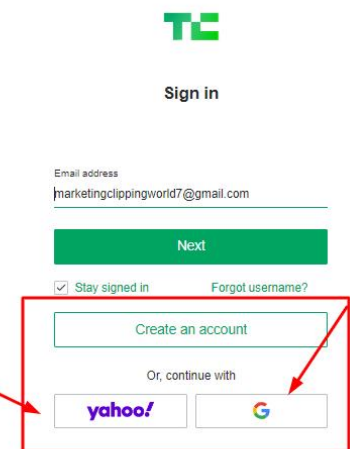 TC
Sign in
Email address
marketingclippingworld7@gmail.com
Next
Stay signed in Forgot username?
Create an account
Or, continue with
yahoo! G